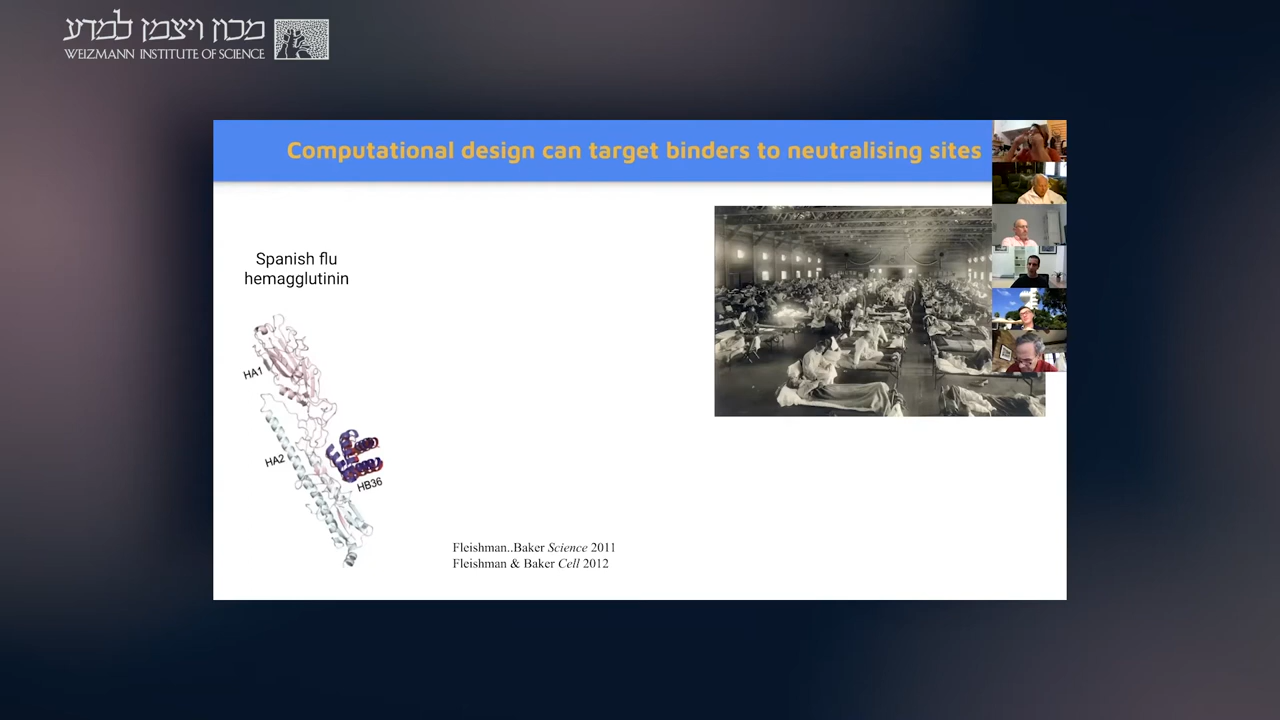 מכון ויצמן למדע
WEIZMANN INSTITUTE OF SCIENCE
Computational design can target binders to neutralising sites
Spanish flu
hemagglutinin
HA1
HA2
HB36
Fleishman..Baker Science 2011
Fleishman & Baker Cell 2012